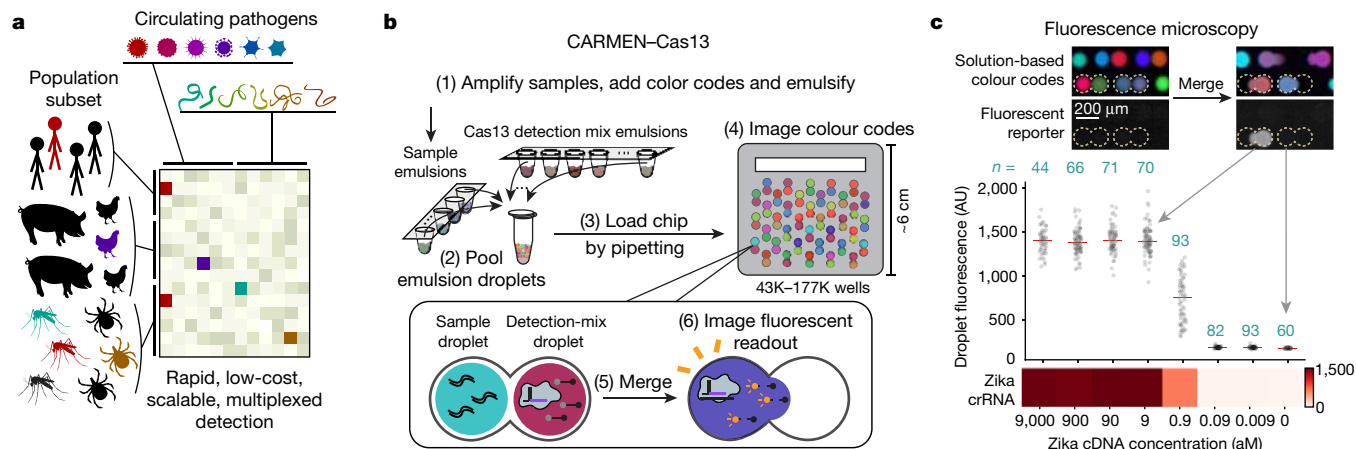 a
Circulating pathogens
Population
subset
Rapid, low-cost,
scalable, multiplexed
detection
b
CARMEN–Cas13
(1) Amplify samples, add color codes and emulsify
Cas13 detection mix emulsions
Sample
emulsions
(2) Pool
emulsion droplets
(3) Load chip
by pipetting
(4) Image colour codes
~6 cm
43K–177K wells
Sample
droplet
Detection-mix
droplet
(5) Merge
(6) Image fluorescent
readout
c
Fluorescence microscopy
Solution-based
colour codes
Merge
Fluorescent
reporter
200 μm
n = 44 66 71 70
93
82 93 60
Droplet fluorescence (AU)
2,000
1,500
1,000
500
0
Zika
crRNA
1,500
0
9,000 900 90 9 0.9 0.09 0.009 0
Zika cDNA concentration (aM)